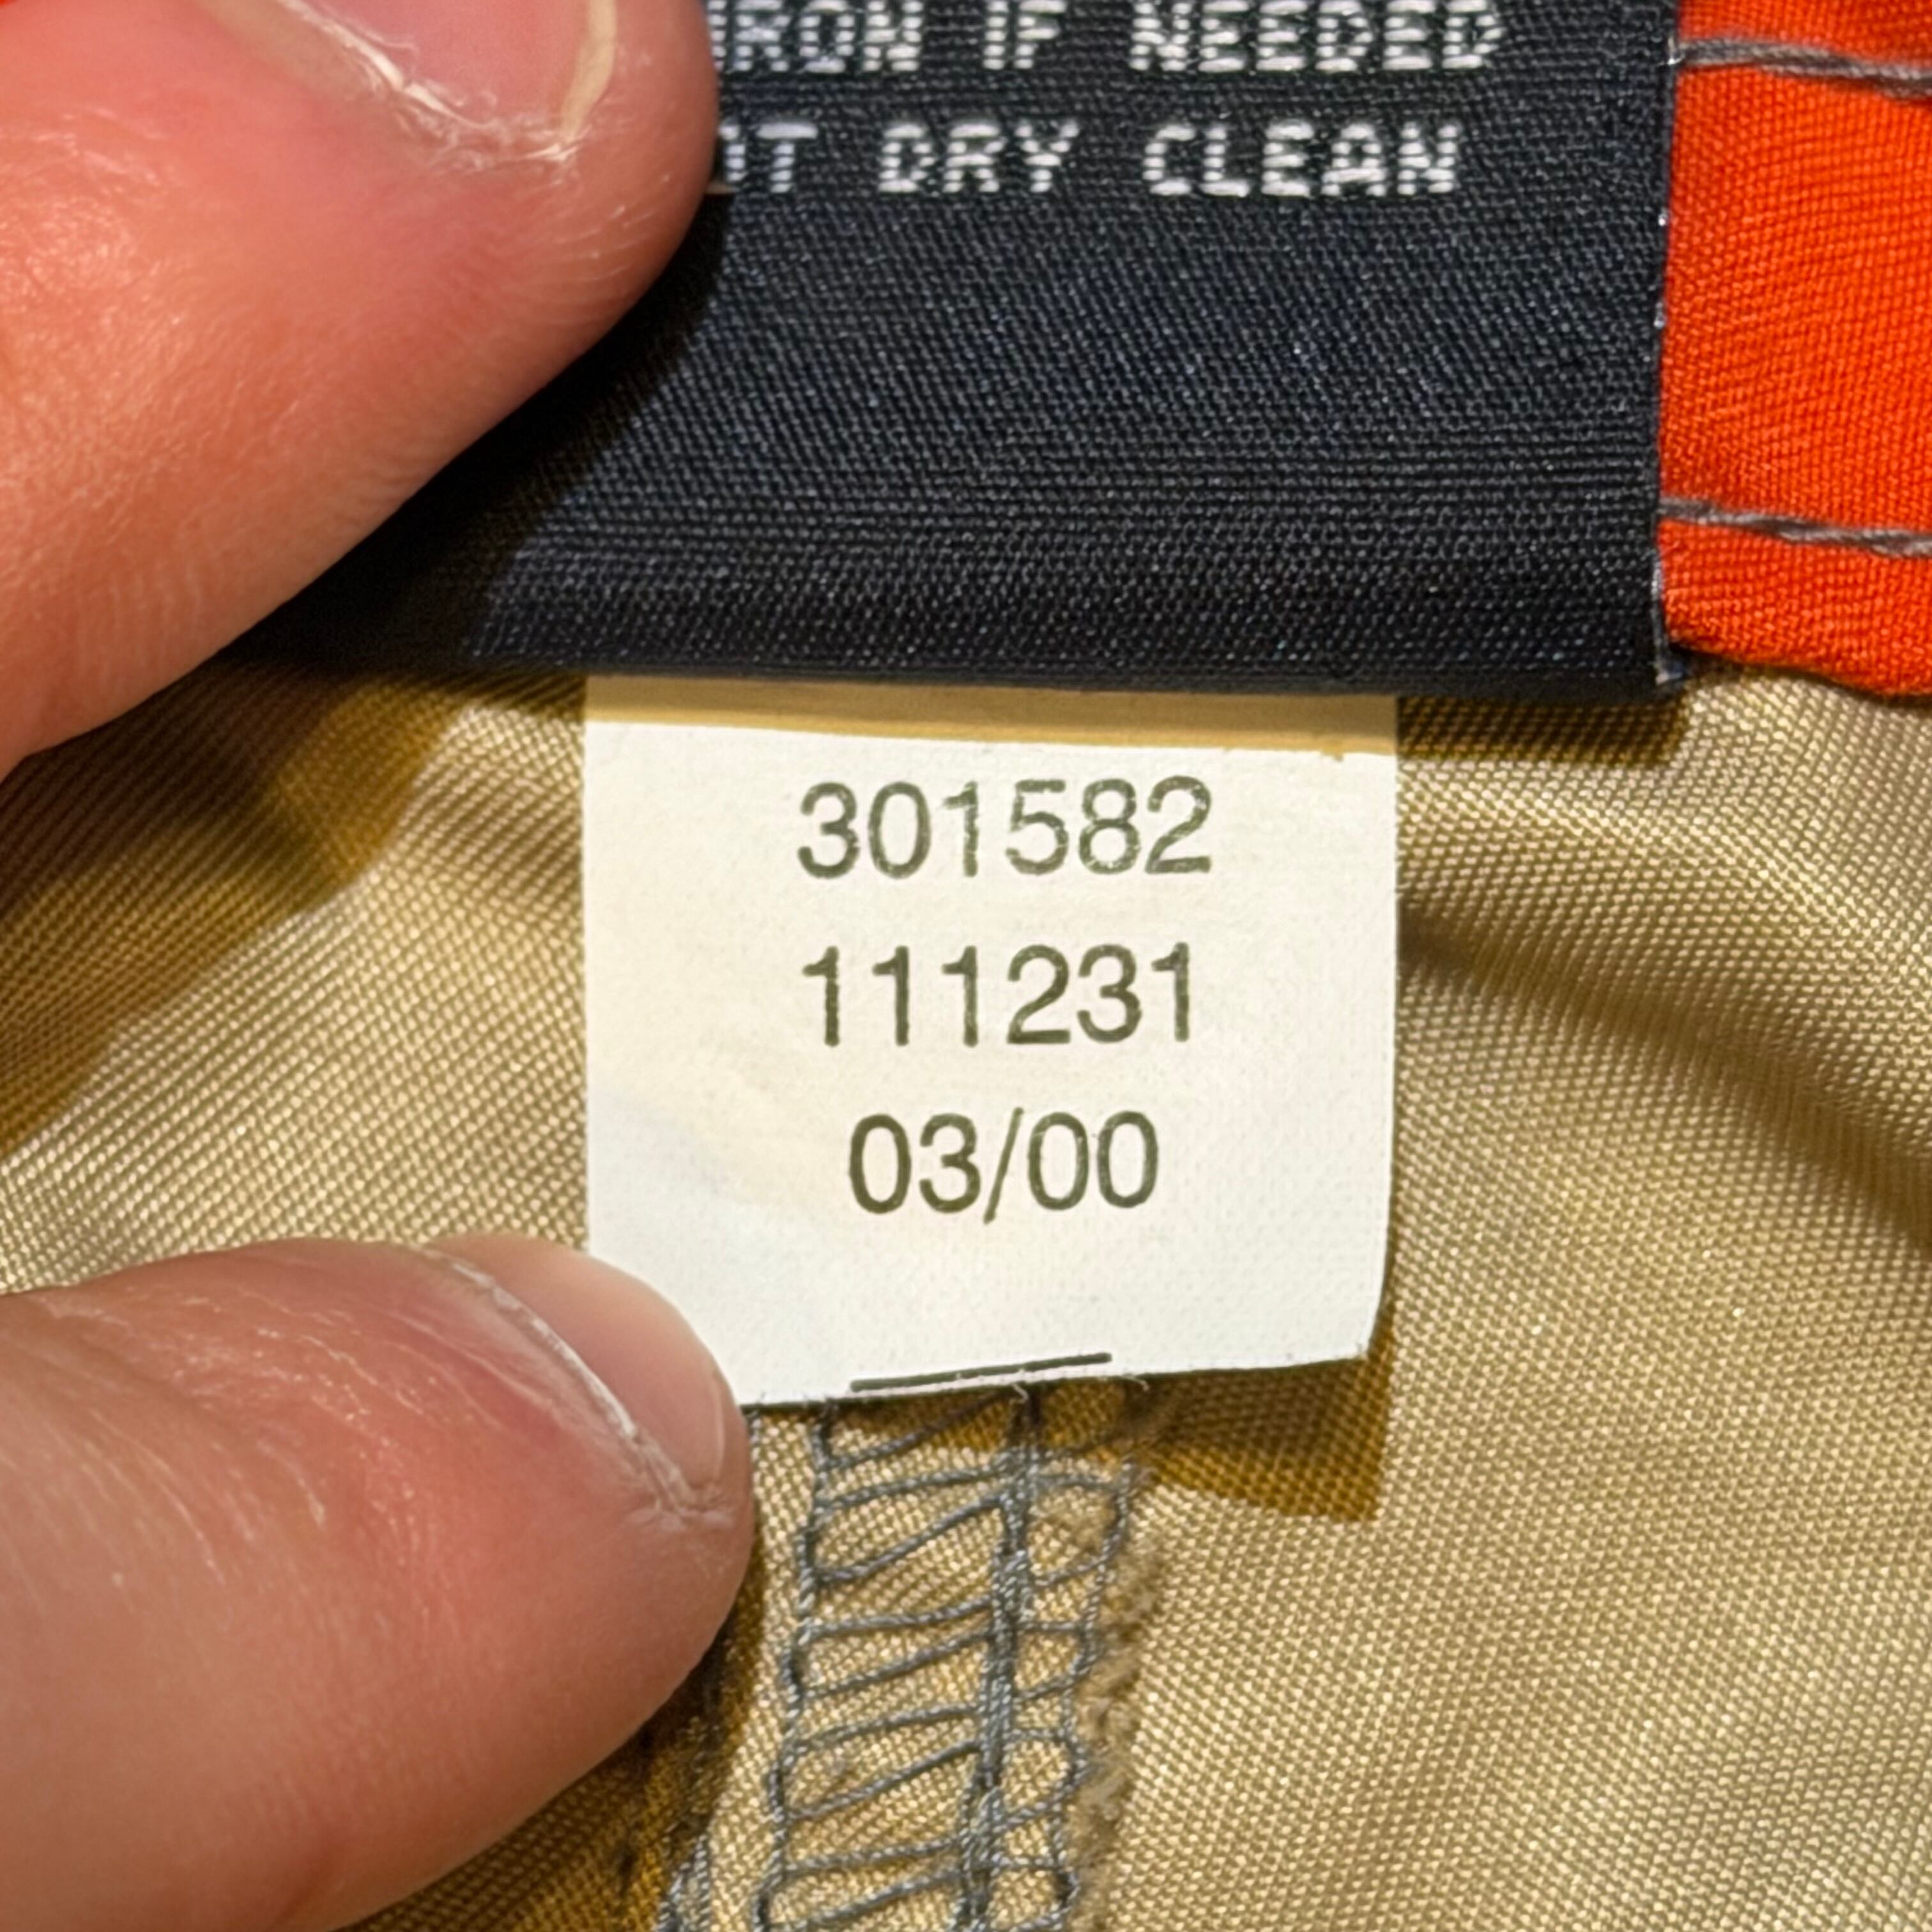 IRON IF NEEDED
DRY CLEAN
301582
111231
03/00